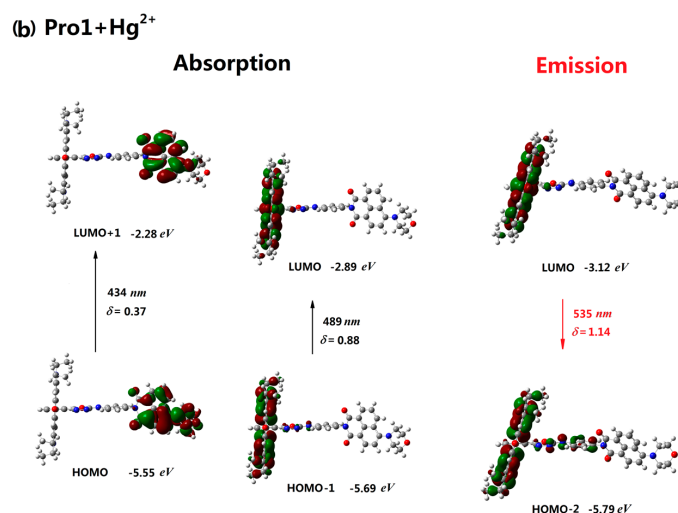 (b) Pro1+Hg2+
Absorption
Emission
LUMO+1 -2.28 eV
LUMO -2.89 eV
LUMO -3.12 eV
434 nm
δ= 0.37
489 nm
δ= 0.88
535 nm
δ= 1.14
HOMO -5.55 eV
HOMO-1 -5.69 eV
HOMO-2 -5.79 eV